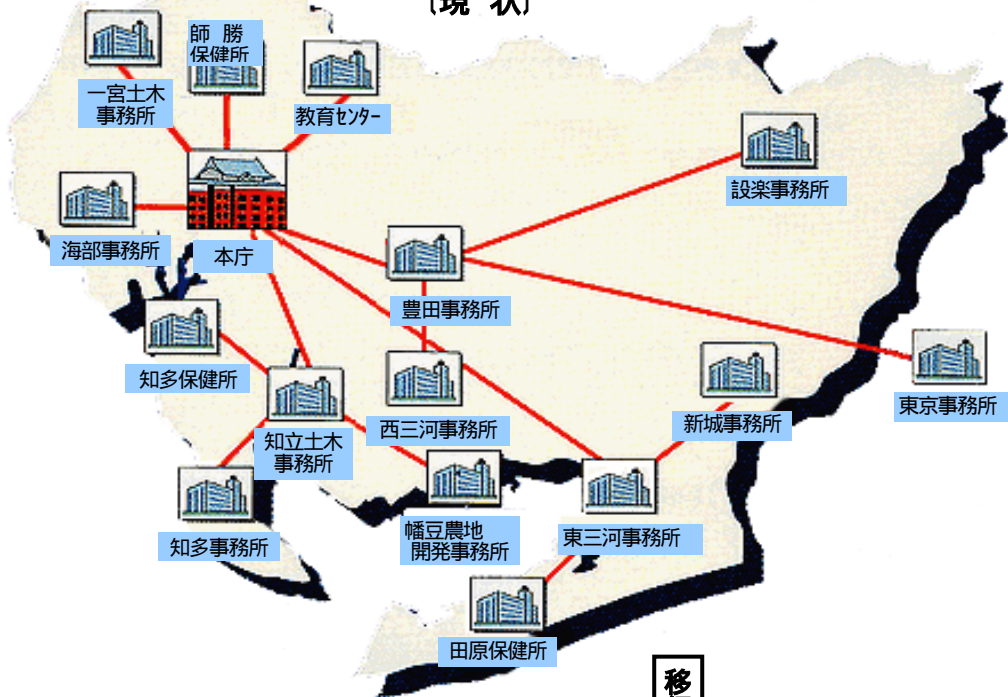 〔現 状〕
師 勝
保健所
一宮土木
事務所
教育センター
設楽事務所
海部事務所
本庁
豊田事務所
知多保健所
東京事務所
新城事務所
西三河事務所
知立土木
事務所
幡豆農地
開発事務所
東三河事務所
知多事務所
田原保健所
移